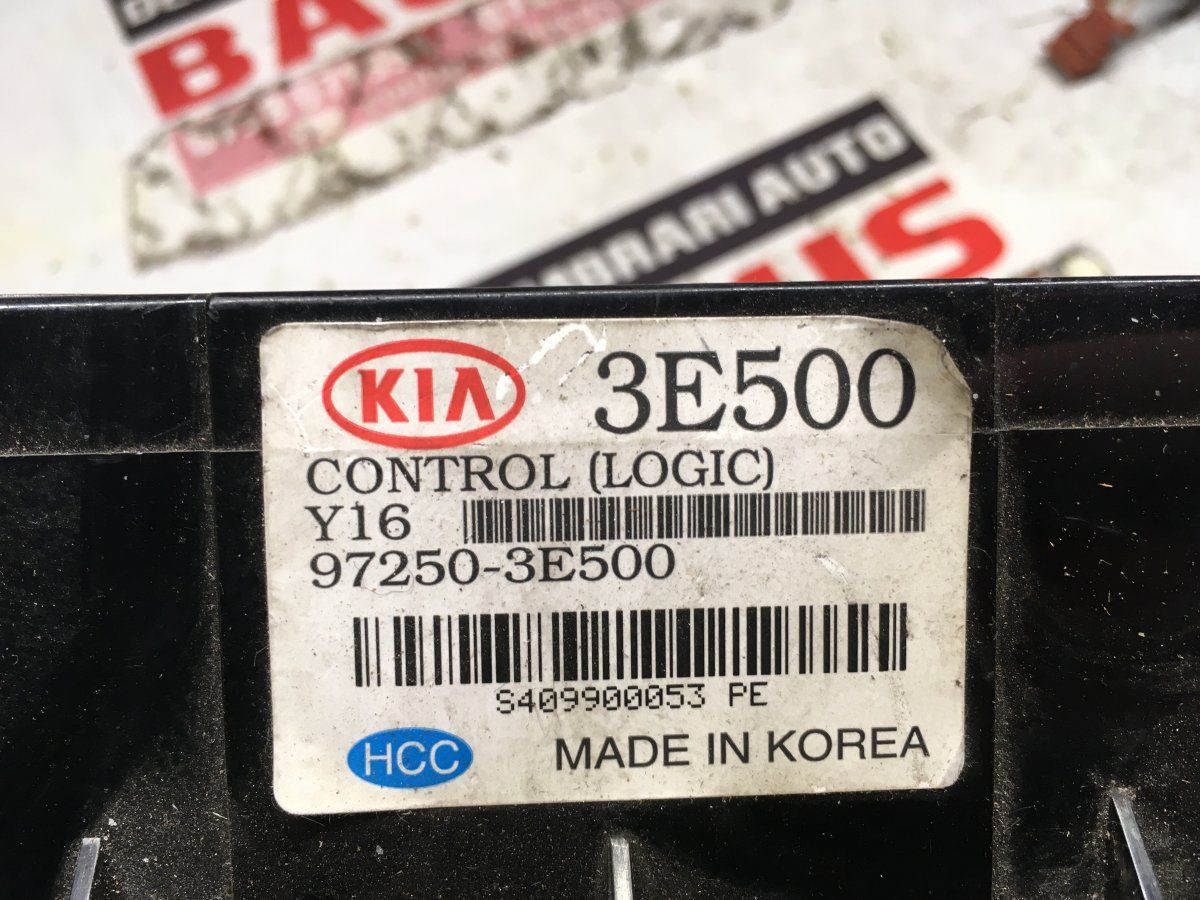 KIA 3E500
CONTROL (LOGIC)
Y16
97250-3E500
S409900053 PE
HCC MADE IN KOREA
AUTO